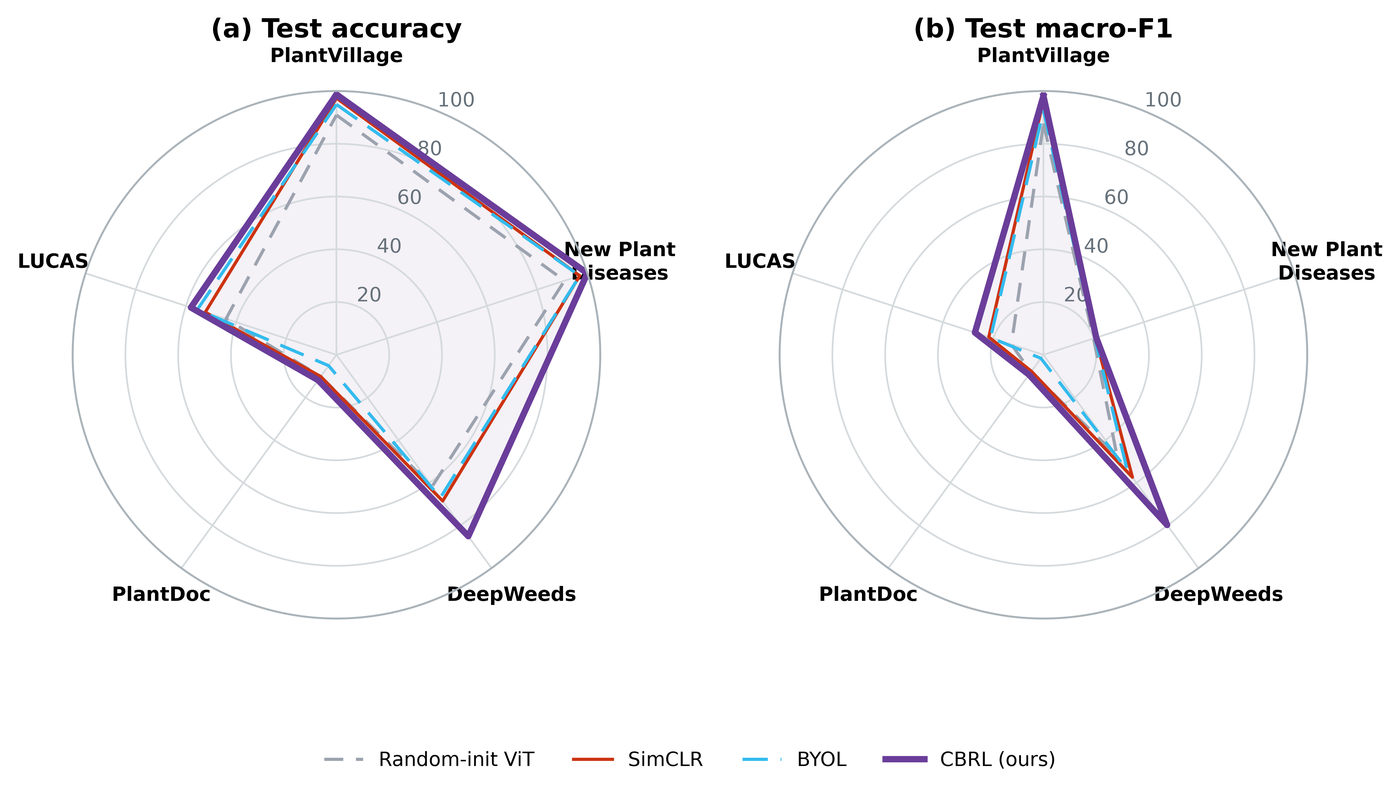 (a) Test accuracy
PlantVillage
100
80
60
40
20
New Plant
Diseases
LUCAS
PlantDoc
DeepWeeds
(b) Test macro-F1
PlantVillage
100
80
60
40
20
New Plant
Diseases
LUCAS
PlantDoc
DeepWeeds
Random-init ViT
SimCLR
BYOL
CBRL (ours)